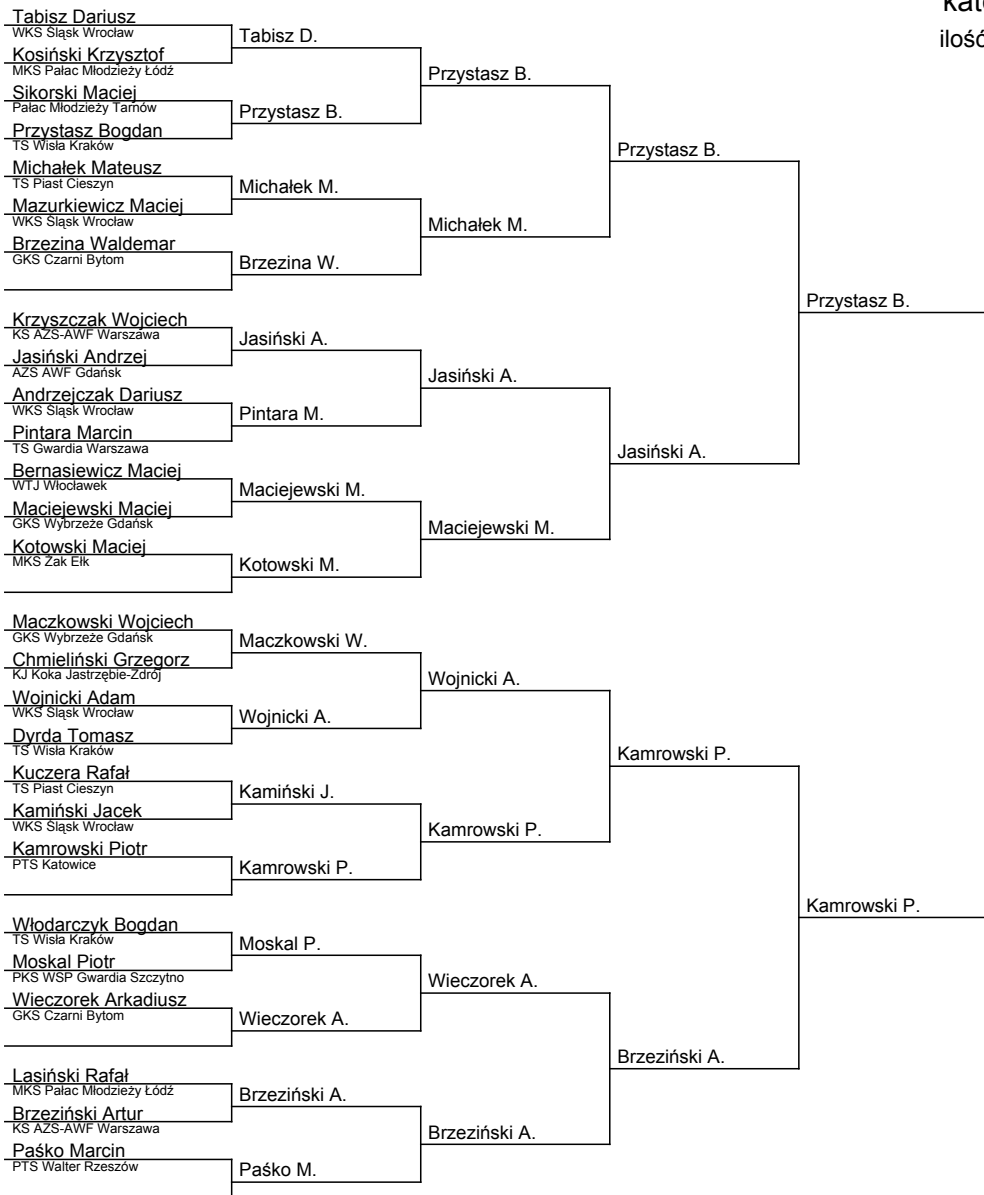 kat
ilość
Tabisz Dariusz
WKS Śląsk Wrocław
Kosiński Krzysztof
MKS Pałac Młodzieży Łódź
Sikorski Maciej
Pałac Młodzieży Tarnów
Przystasz Bogdan
TS Wisła Kraków
Michałek Mateusz
TS Piast Cieszyn
Mazurkiewicz Maciej
WKS Śląsk Wrocław
Brzezina Waldemar
GKS Czarni Bytom
Krzyszczak Wojciech
KS AZS-AWF Warszawa
Jasiński Andrzej
AZS AWF Gdańsk
Andrzejczak Dariusz
WKS Śląsk Wrocław
Pintara Marcin
TS Gwardia Warszawa
Bernasiewicz Maciej
WTJ Włocławek
Maciejewski Maciej
GKS Wybrzeże Gdańsk
Kotowski Maciej
MKS Żak Ełk
Maczkowski Wojciech
GKS Wybrzeże Gdańsk
Chmieliński Grzegorz
KJ Koka Jastrzębie-Zdrój
Wojnicki Adam
WKS Śląsk Wrocław
Dyrda Tomasz
TS Wisła Kraków
Kuczera Rafał
TS Piast Cieszyn
Kamiński Jacek
WKS Śląsk Wrocław
Kamrowski Piotr
PTS Katowice
Włodarczyk Bogdan
TS Wisła Kraków
Moskal Piotr
PKS WSP Gwardia Szczytno
Wieczorek Arkadiusz
GKS Czarni Bytom
Lasiński Rafał
MKS Pałac Młodzieży Łódź
Brzeziński Artur
KS AZS-AWF Warszawa
Paśko Marcin
PTS Walter Rzeszów
Tabisz D.
Przystasz B.
Michałek M.
Brzezina W.
Jasiński A.
Pintara M.
Maciejewski M.
Kotowski M.
Maczkowski W.
Wojnicki A.
Kamiński J.
Kamrowski P.
Moskal P.
Wieczorek A.
Brzeziński A.
Paśko M.
Przystasz B.
Michałek M.
Jasiński A.
Maciejewski M.
Wojnicki A.
Kamrowski P.
Wieczorek A.
Brzeziński A.
Przystasz B.
Jasiński A.
Kamrowski P.
Brzeziński A.
Przystasz B.
Kamrowski P.